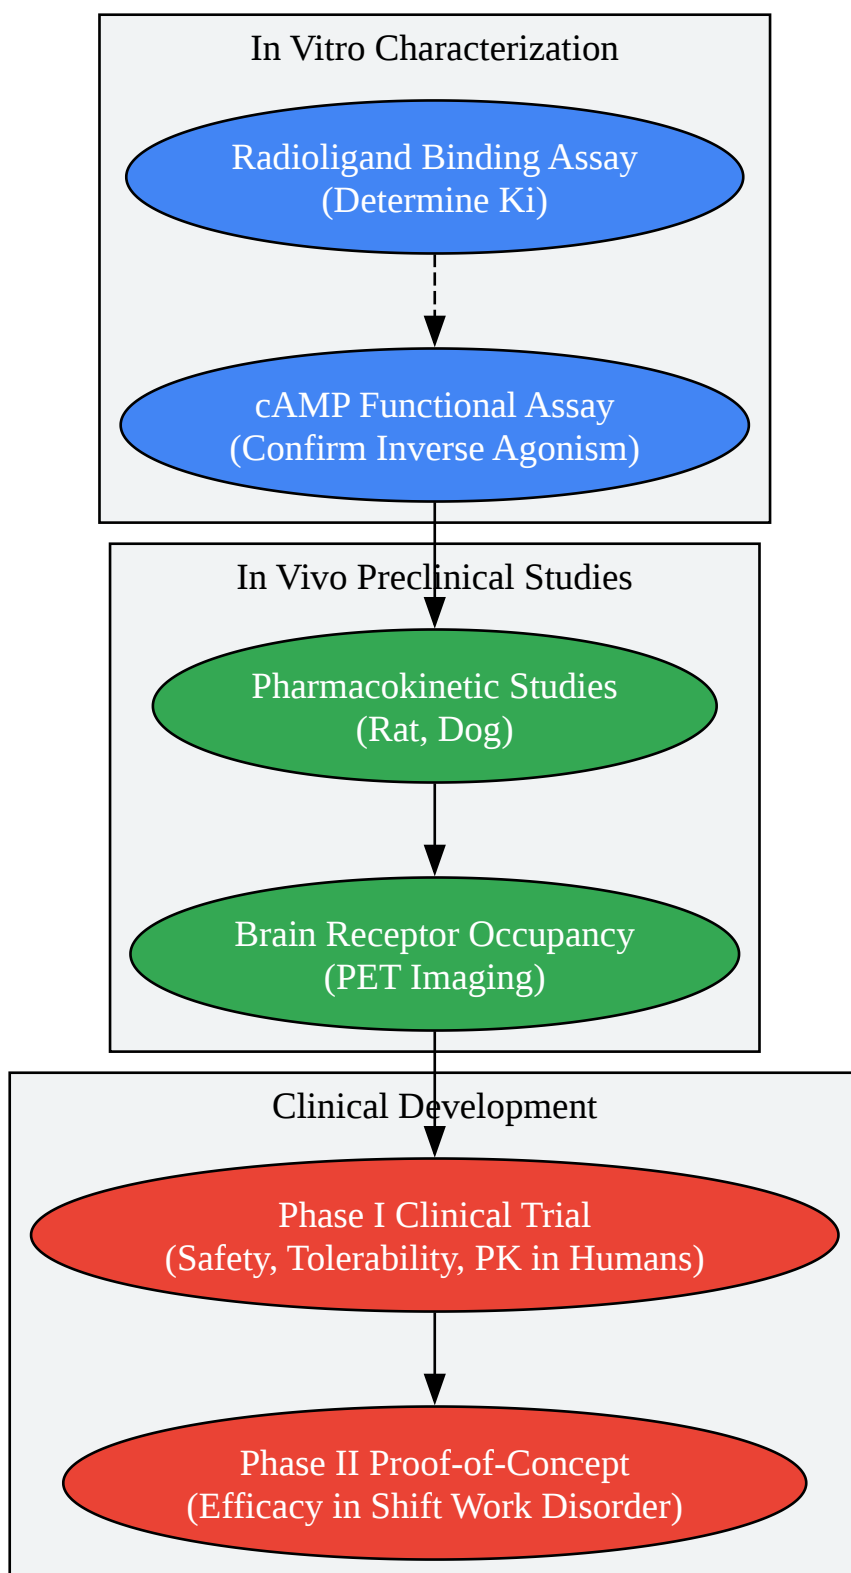 In Vitro Characterization
Radioligand Binding Assay
(Determine Ki)
cAMP Functional Assay
(Confirm Inverse Agonism)
In Vivo Preclinical Studies
Pharmacokinetic Studies
(Rat, Dog)
Brain Receptor Occupancy
(PET Imaging)
Clinical Development
Phase I Clinical Trial
(Safety, Tolerability, PK in Humans)
Phase II Proof-of-Concept
(Efficacy in Shift Work Disorder)